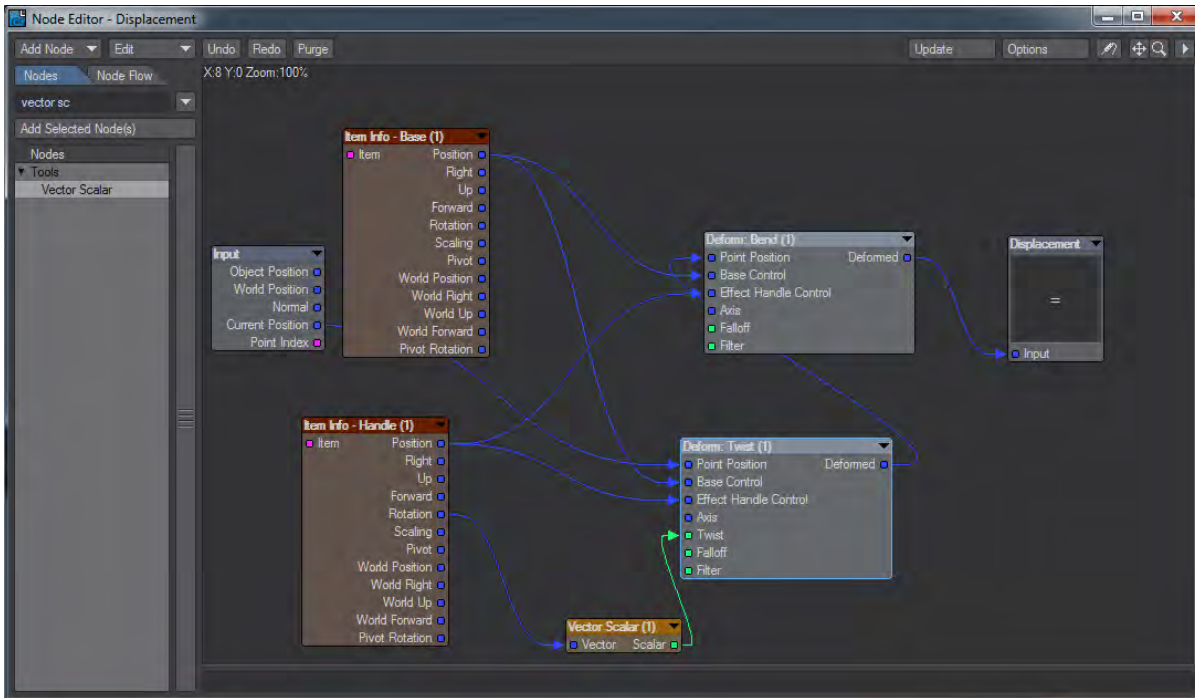 Node Editor - Displacement
Add Node Edit Undo Redo Purge Update Options
Nodes Node Flow
X:8 Y:0 Zoom:100%
vector sc
Add Selected Node(s)
Nodes
Tools
Vector Scalar
Item Info - Base (1)
Item Position
Right
Up
Forward
Rotation
Scaling
Pivot
World Position
World Right
World Up
World Forward
Pivot Rotation
Input
Object Position
World Position
Normal
Current Position
Point Index
Deform: Bend (1)
Point Position Deformed
Base Control
Effect Handle Control
Axis
Falloff
Filter
Displacement
=
Input
Item Info - Handle (1)
Item Position
Right
Up
Forward
Rotation
Scaling
Pivot
World Position
World Right
World Up
World Forward
Pivot Rotation
Deform: Twist (1)
Point Position Deformed
Base Control
Effect Handle Control
Axis
Twist
Falloff
Filter
Vector Scalar (1)
Vector Scalar